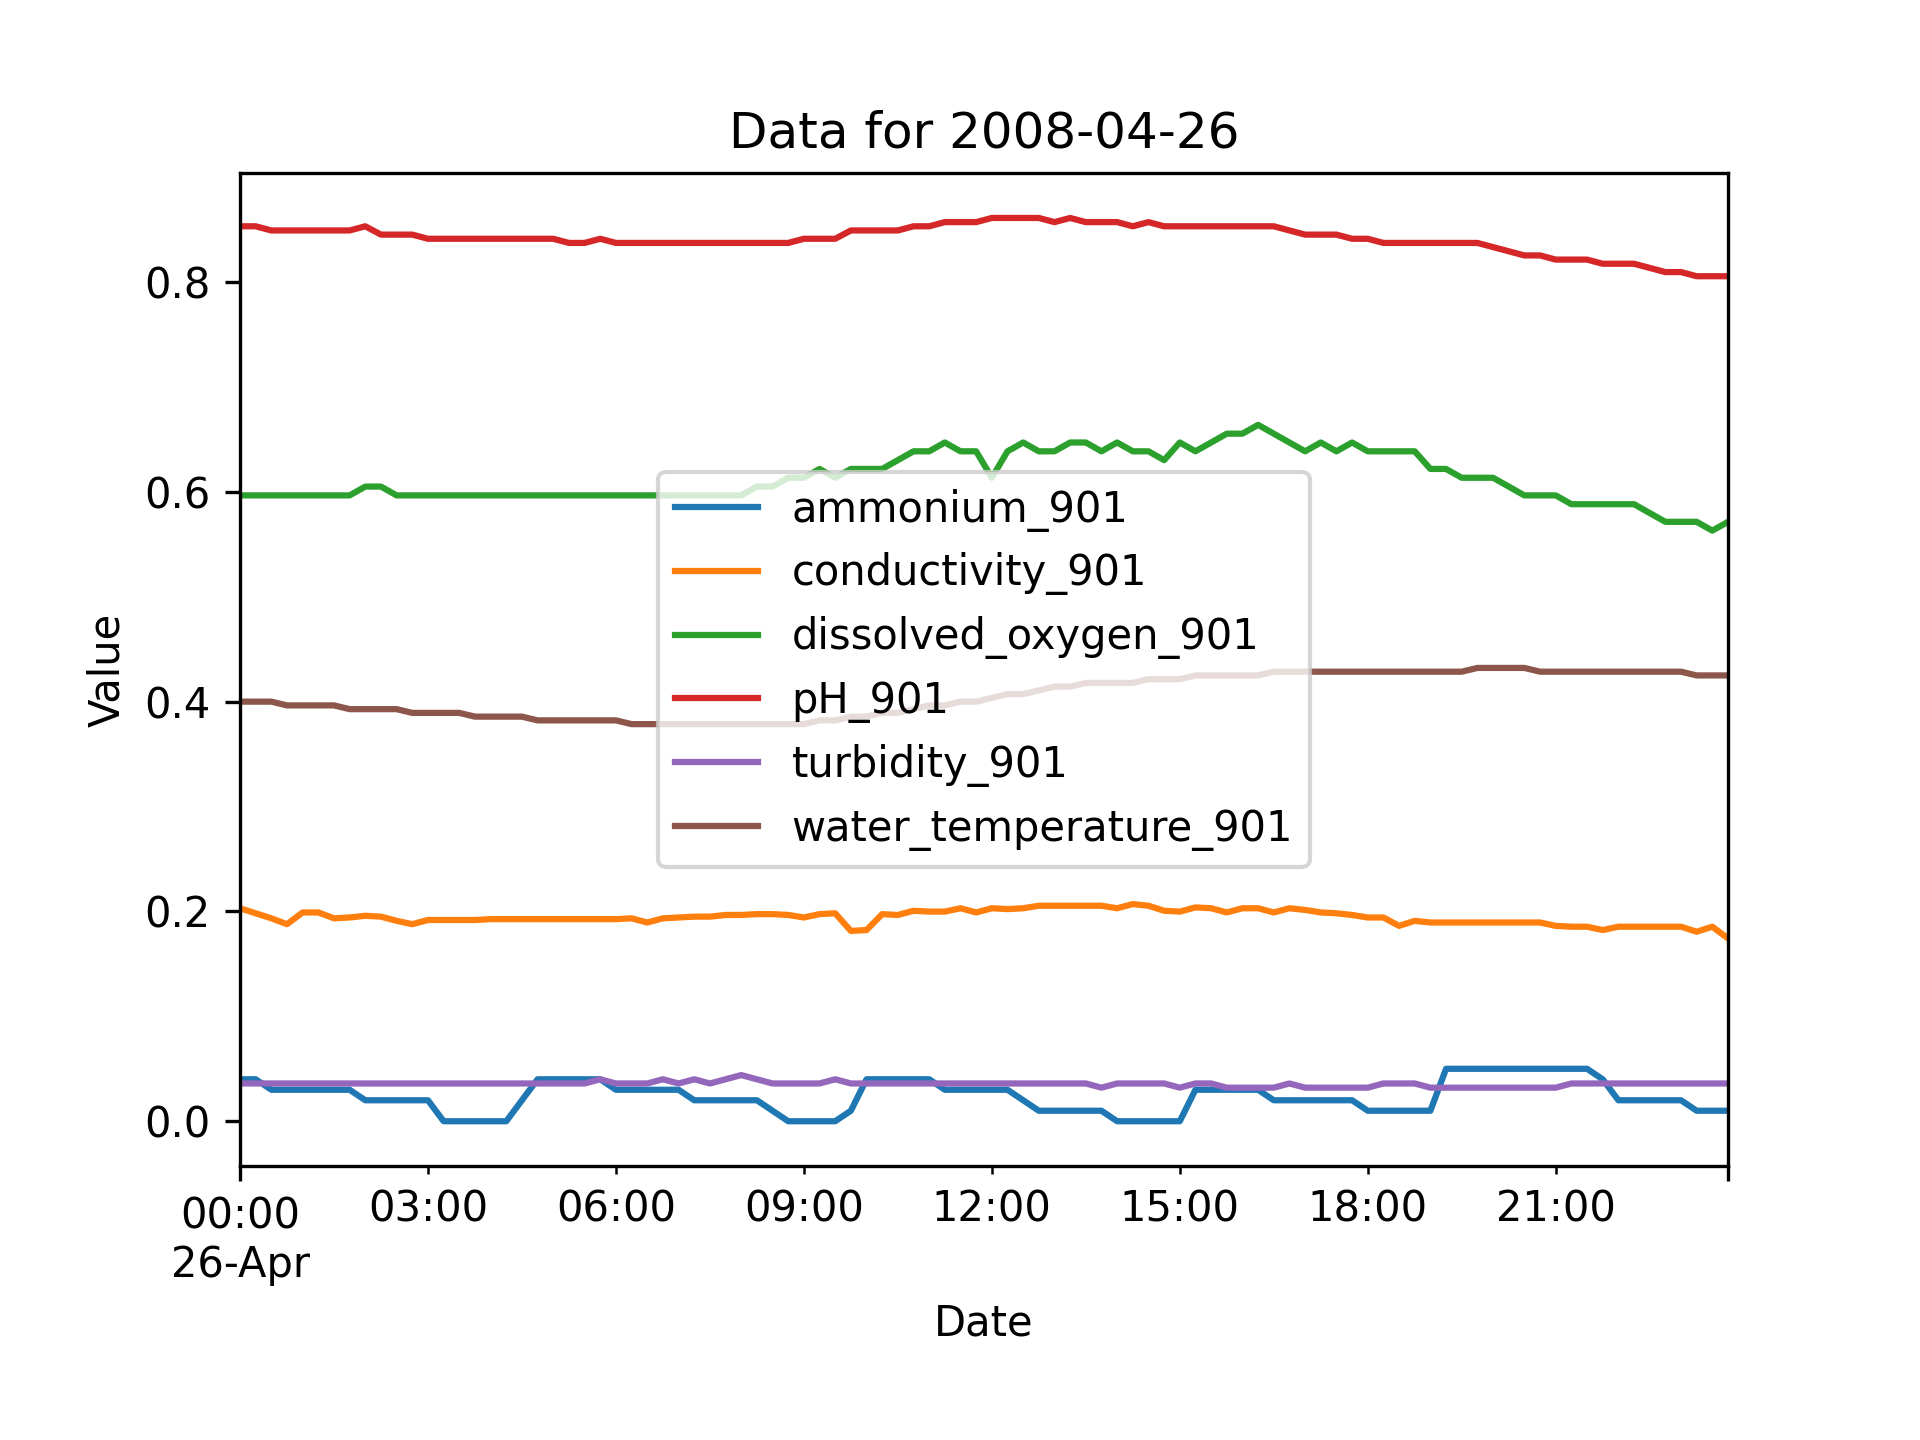 Data for 2008-04-26
Value
0.8
0.6
0.4
0.2
0.0
ammonium_901
conductivity_901
dissolved_oxygen_901
pH_901
turbidity_901
water_temperature_901
00:00 03:00 06:00 09:00 12:00 15:00 18:00 21:00
26-Apr
Date